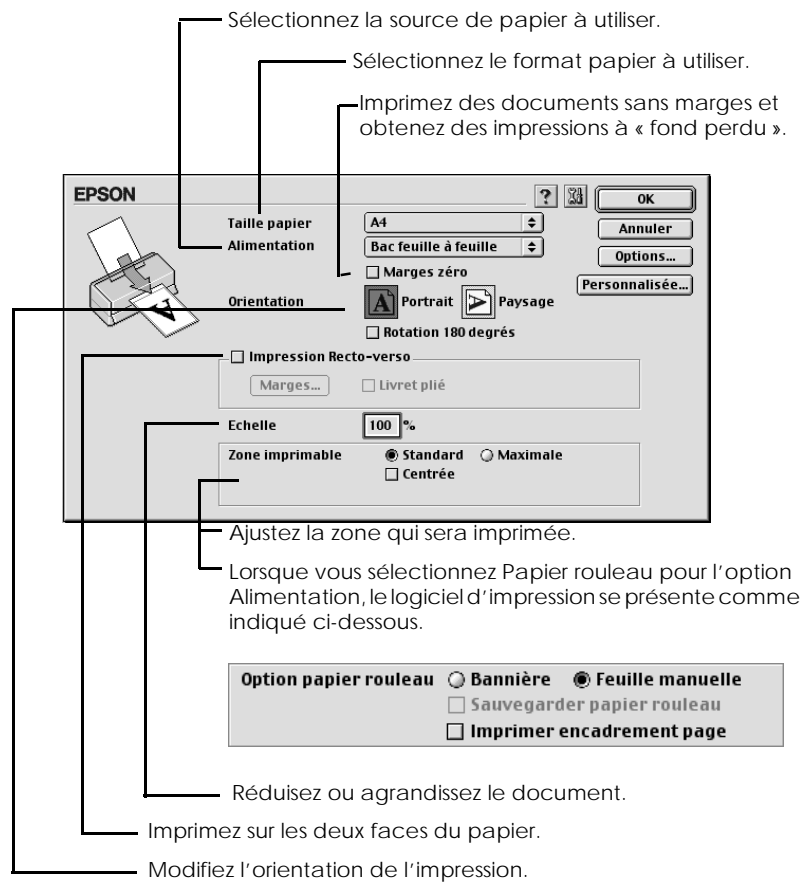 Sélectionnez la source de papier à utiliser.
Sélectionnez le format papier à utiliser.
Imprimez des documents sans marges et
obtenez des impressions à « fond perdu ».
EPSON
?
OK
Taille papier
A4
Annuler
Alimentation
Bac feuille à feuille
Options...
Marges zéro
Personnalisée...
Orientation
A Portrait
A Paysage
Rotation 180 degrés
A
Impression Recto-verso
Marges...
Livret plié
Echelle
100 %
Zone imprimable
Standard
Maximale
Centrée
Ajustez la zone qui sera imprimée.
Lorsque vous sélectionnez Papier rouleau pour l'option
Alimentation, le logiciel d'impression se présente comme
indiqué ci-dessous.
Option papier rouleau
Bannière
Feuille manuelle
Sauvegarder papier rouleau
Imprimer encadrement page
Réduisez ou agrandissez le document.
Imprimez sur les deux faces du papier.
Modifiez l'orientation de l'impression.